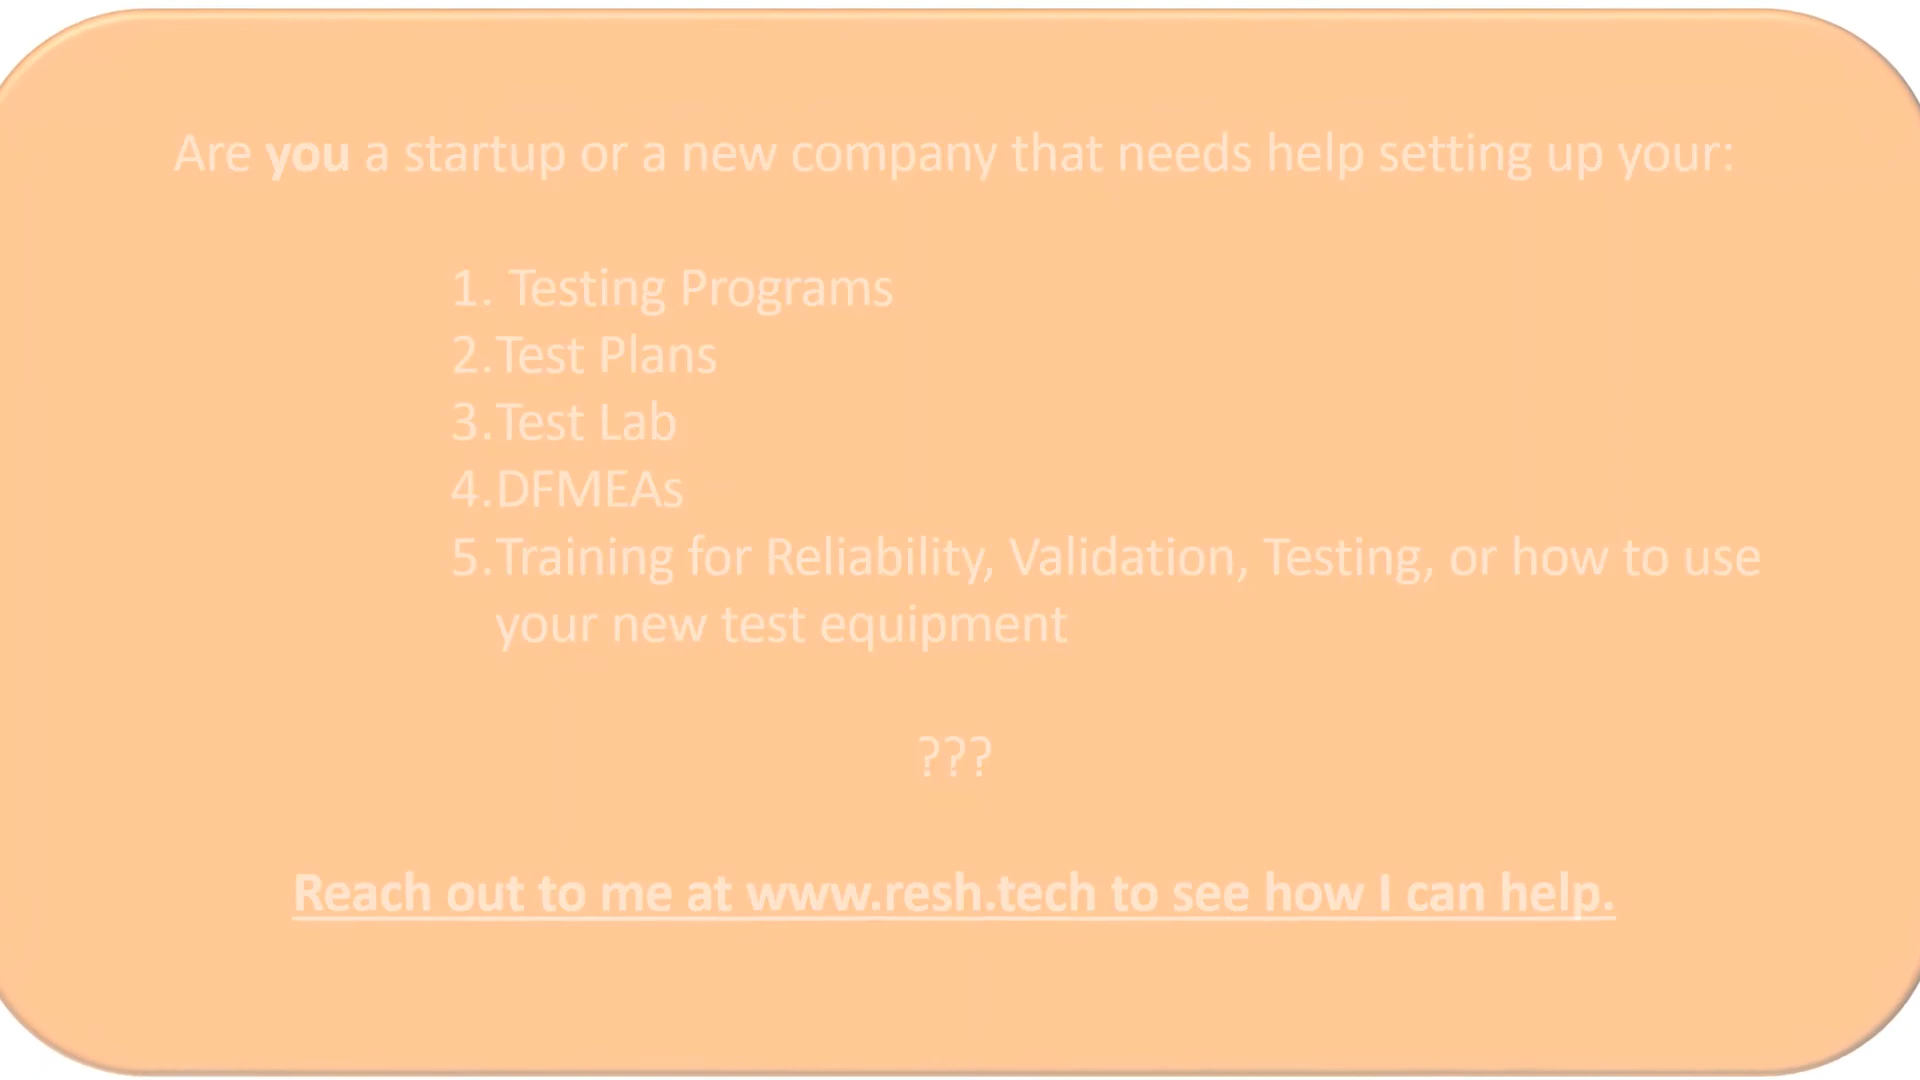 Are you a startup or a new company that needs help setting up your:
1. Testing Programs
2. Test Plans
3. Test Lab
4. DFMEAs
5. Training for Reliability, Validation, Testing, or how to use
your new test equipment
???
Reach out to me at www.resh.tech to see how I can help.